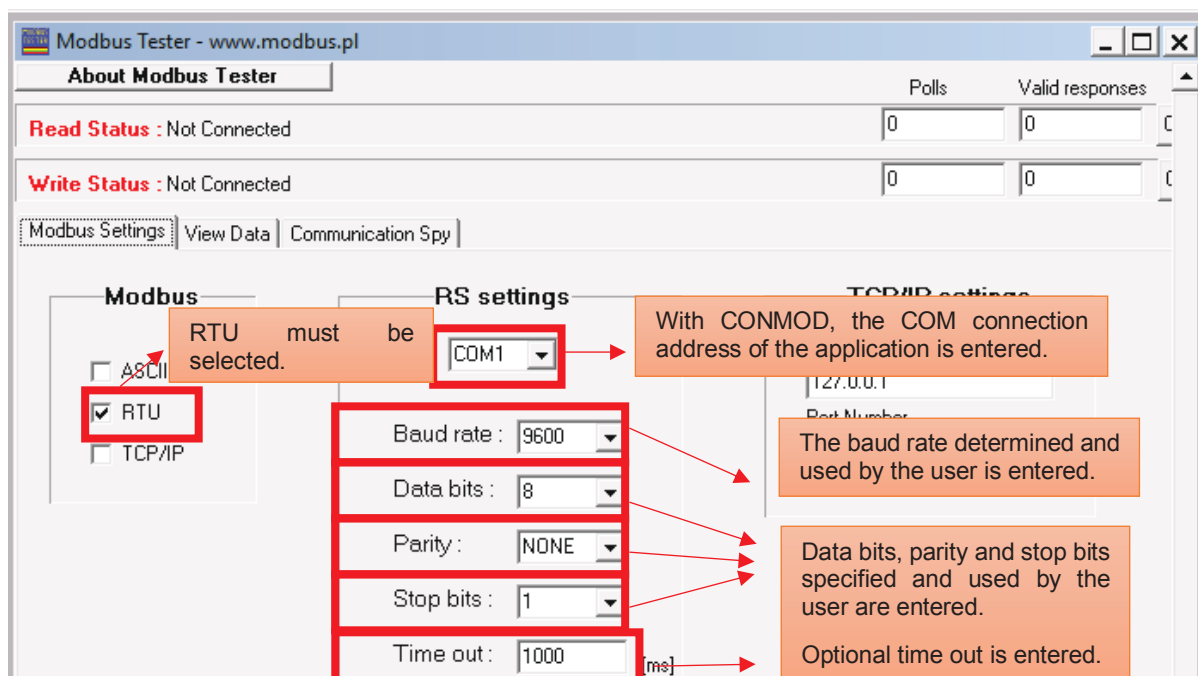 Modbus Tester - www.modbus.pl
About Modbus Tester
Polls Valid responses
Read Status : Not Connected 0 0
Write Status : Not Connected 0 0
Modbus Settings View Data Communication Spy
Modbus
RTU must be
selected.
ASCII
RTU
TCP/IP
RS settings
COM1
Baud rate : 9600
Data bits : 8
Parity : NONE
Stop bits : 1
Time out : 1000 [ms]
TCP/IP settings
With CONMOD, the COM connection
address of the application is entered.
127.0.0.1
Port Number
The baud rate determined and
used by the user is entered.
Data bits, parity and stop bits
specified and used by the
user are entered.
Optional time out is entered.